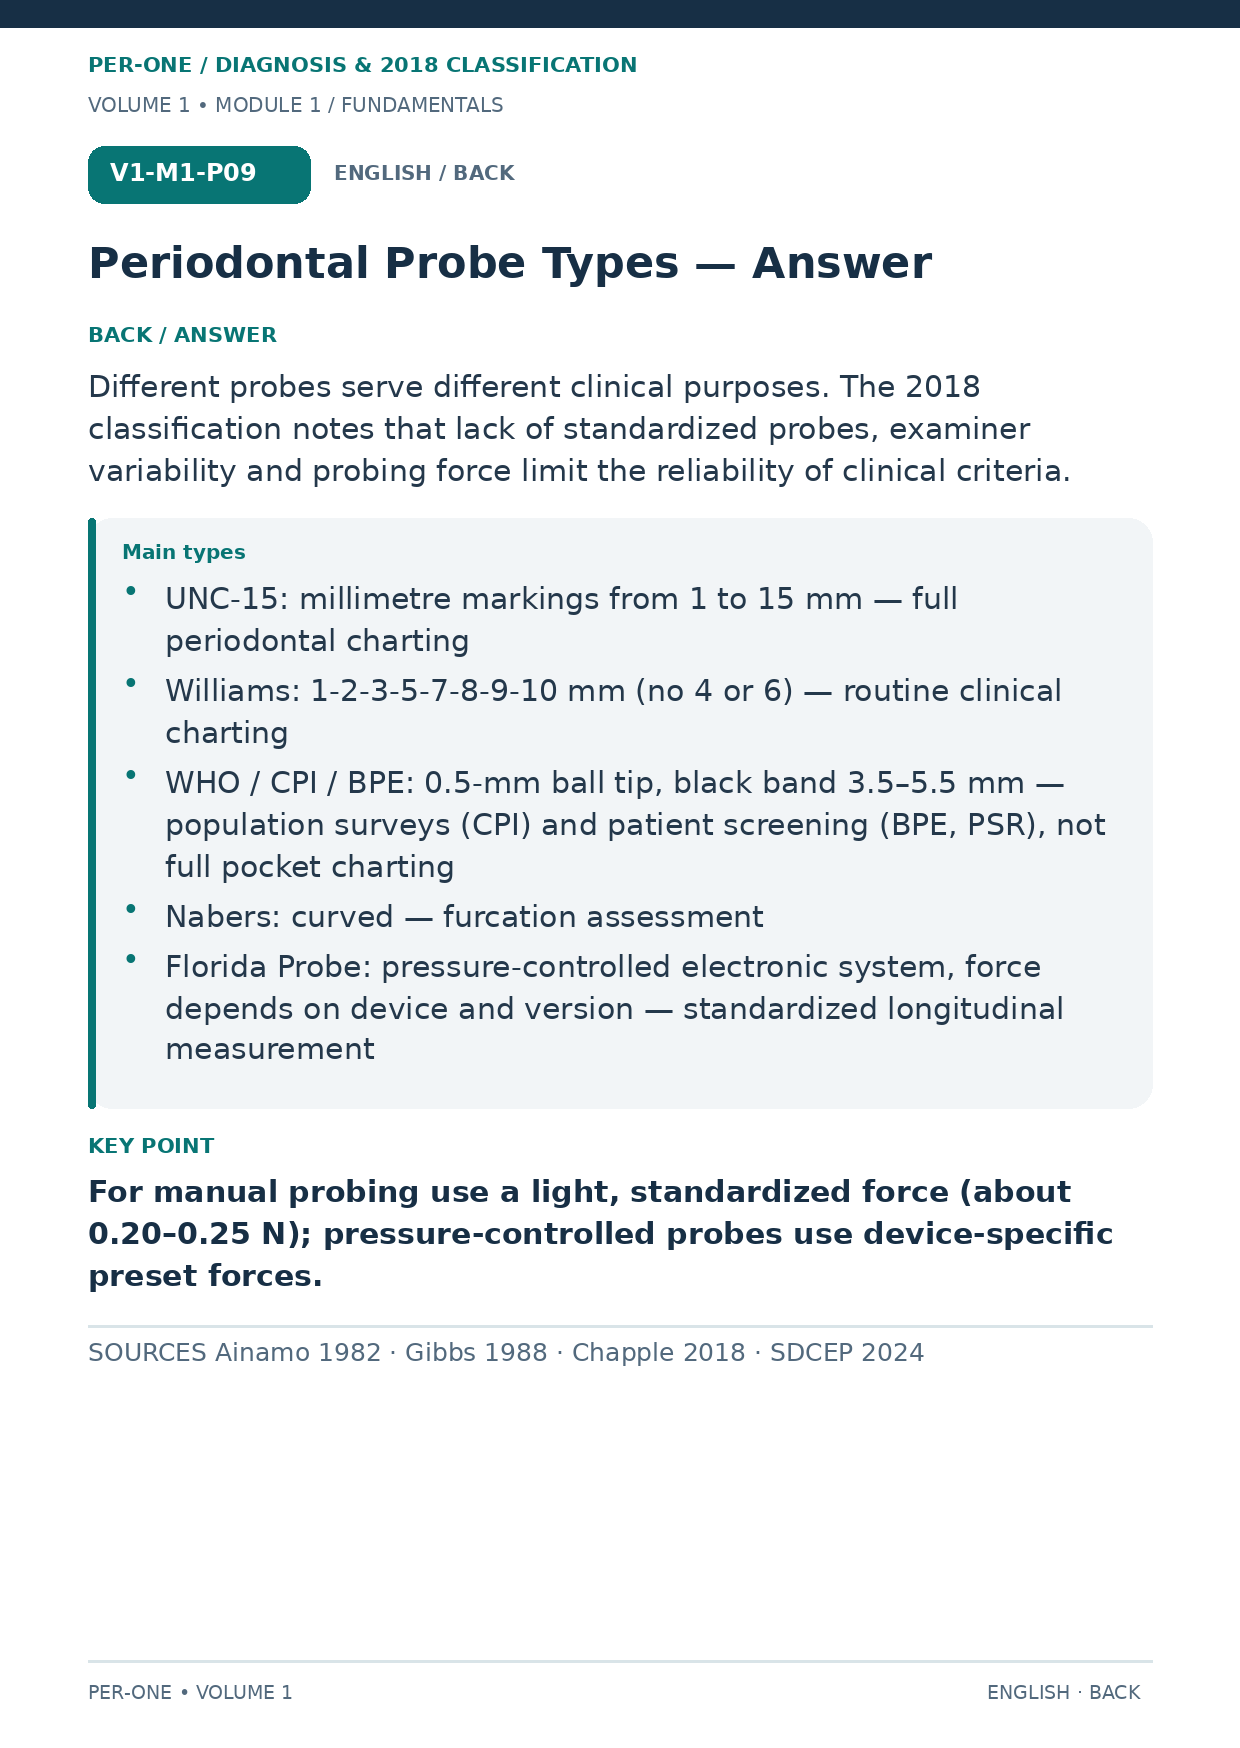 PER-ONE / DIAGNOSIS & 2018 CLASSIFICATION
VOLUME 1 • MODULE 1 / FUNDAMENTALS
V1-M1-P09
ENGLISH / BACK
Periodontal Probe Types — Answer
BACK / ANSWER
Different probes serve different clinical purposes. The 2018
classification notes that lack of standardized probes, examiner
variability and probing force limit the reliability of clinical criteria.
Main types
• UNC-15: millimetre markings from 1 to 15 mm — full
periodontal charting
• Williams: 1-2-3-5-7-8-9-10 mm (no 4 or 6) — routine clinical
charting
• WHO / CPI / BPE: 0.5-mm ball tip, black band 3.5–5.5 mm —
population surveys (CPI) and patient screening (BPE, PSR), not
full pocket charting
• Nabers: curved — furcation assessment
• Florida Probe: pressure-controlled electronic system, force
depends on device and version — standardized longitudinal
measurement
KEY POINT
For manual probing use a light, standardized force (about
0.20–0.25 N); pressure-controlled probes use device-specific
preset forces.
SOURCES Ainamo 1982 · Gibbs 1988 · Chapple 2018 · SDCEP 2024
PER-ONE • VOLUME 1
ENGLISH · BACK